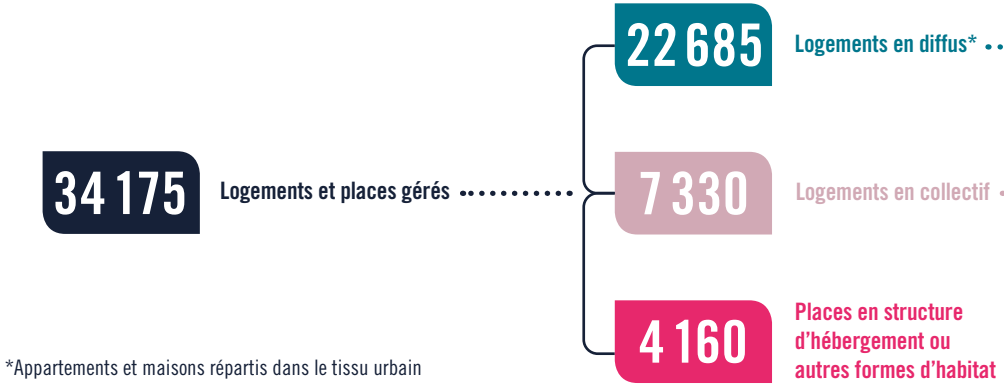 34 175
Logements et places gérés
22 685
Logements en diffus*
7 330
Logements en collectif
4 160
Places en structure
d’hébergement ou
autres formes d’habitat
*Appartements et maisons répartis dans le tissu urbain